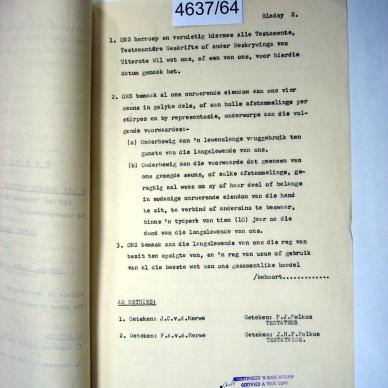 4637/64
Bladsy 2.
1. ONS herroep en vernietig hiermee alle Testamente,
Testamentêre Geskrifte of ander Beskrywings van
Uiterste Wil wat ons, of een van ons, voor hierdie
datum gemaak het.
2. ONS bemaak al ons onroerende eiendom aan ons vier
seuns in gelyke dele, of aan hulle afstammelinge per
stirpes en by representasie, onderworpe aan die vol-
gende voorwaardes:-
(a) Onderhewig aan 'n lewenslange vruggebruik ten
gunste van die langslewende van ons.
(b) Onderhewig aan die voorwaarde dat geeneen van
ons gesegde seuns, of sulke afstammelinge, ge-
regtig sal wees om sy of haar deel of belange
in sodanige onroerende eiendom van die hand
te sit, te verbind of andersins te beswaar,
binne 'n tydperk van tien (10) jaar na die
dood van die langslewende van ons.
3. ONS bemaak aan die langslewende van ons die reg van
besit ten opsigte van, en 'n reg van usus of gebruik
van al die beeste wat aan ons gesamentlike boedel
/behoort.............
AS GETUIES:
1. Geteken: J.C.v.d.Merwe Geteken: P.J.Folkus
TESTATEUR
2. Geteken: F.A.v.d.Merwe Geteken: J.H.P.Folkus
TESTATRISE.
GESERTIFISEER 'N WARE AFSKRIF
CERTIFIED A TRUE COPY